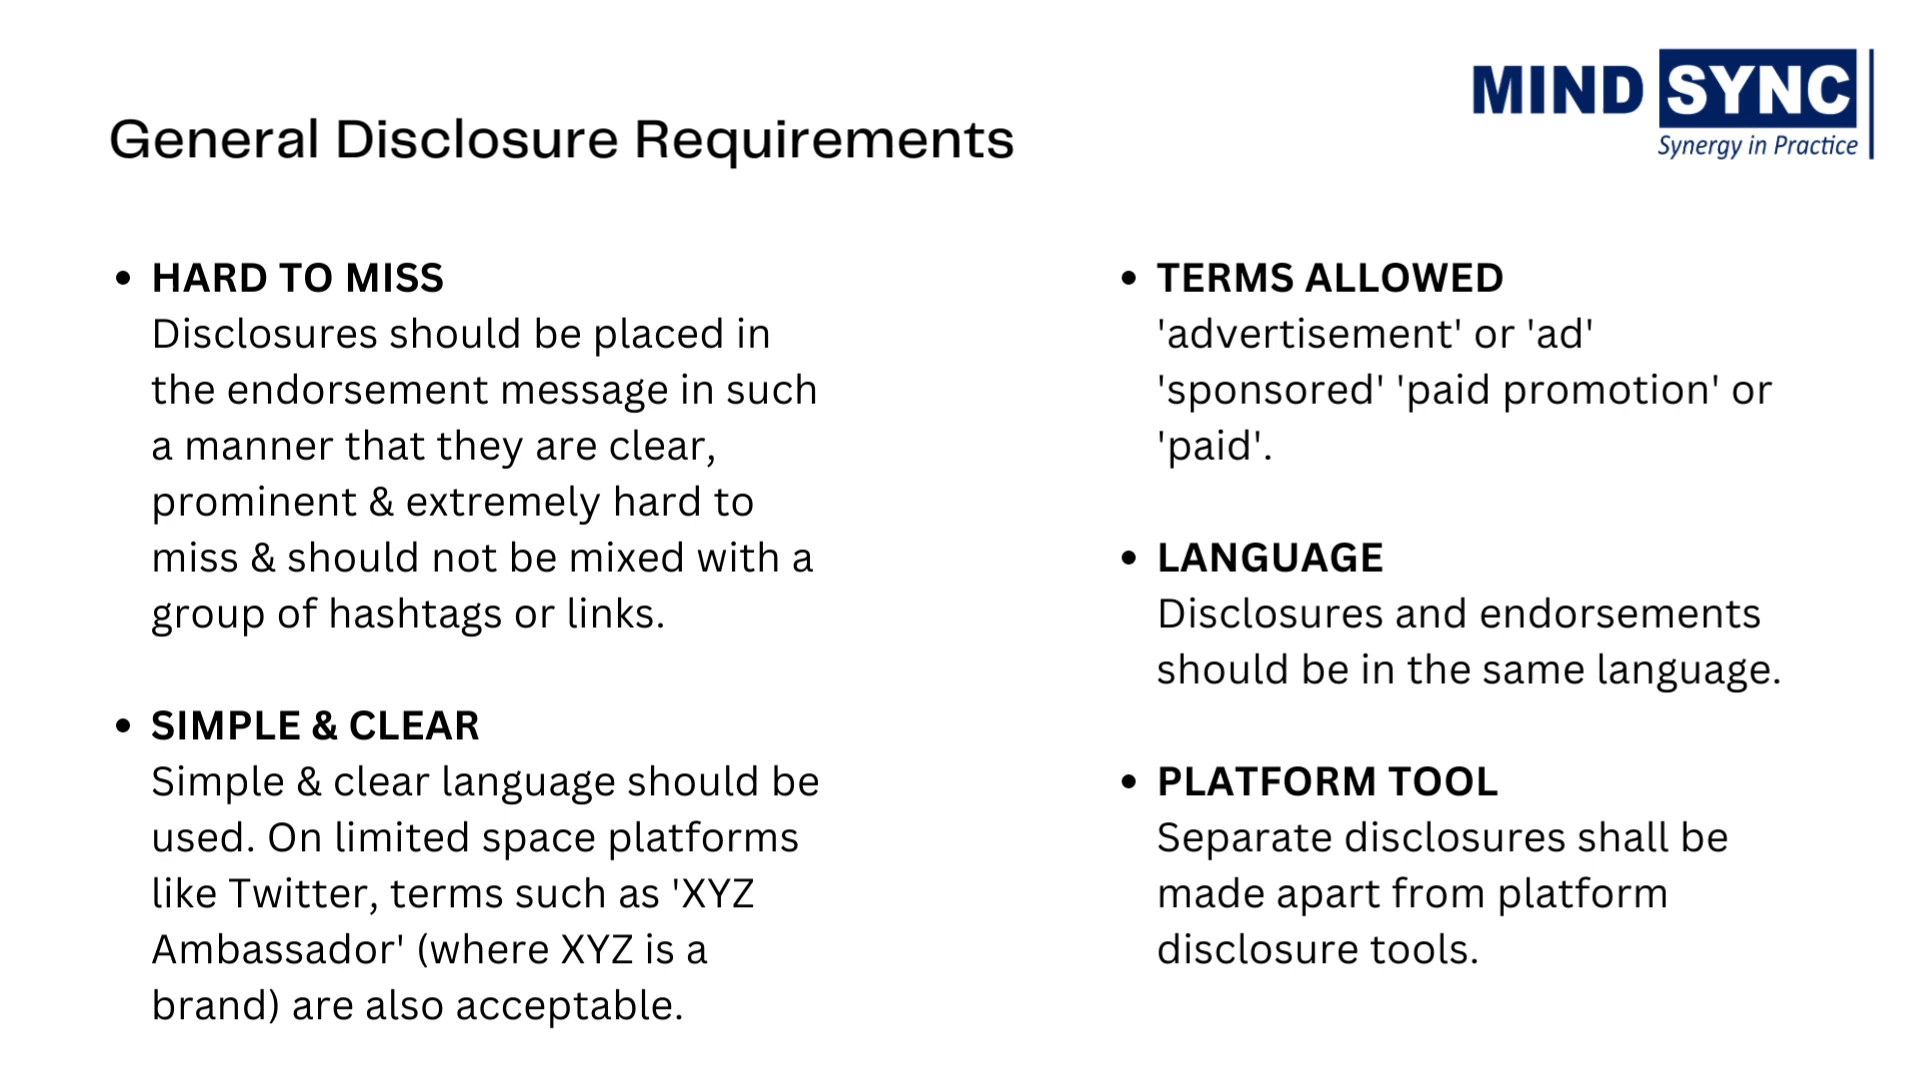 MIND SYNC
Synergy in Practice
General Disclosure Requirements
• HARD TO MISS
Disclosures should be placed in
the endorsement message in such
a manner that they are clear,
prominent & extremely hard to
miss & should not be mixed with a
group of hashtags or links.
• SIMPLE & CLEAR
Simple & clear language should be
used. On limited space platforms
like Twitter, terms such as 'XYZ
Ambassador' (where XYZ is a
brand) are also acceptable.
• TERMS ALLOWED
'advertisement' or 'ad'
'sponsored' 'paid promotion' or
'paid'.
• LANGUAGE
Disclosures and endorsements
should be in the same language.
• PLATFORM TOOL
Separate disclosures shall be
made apart from platform
disclosure tools.